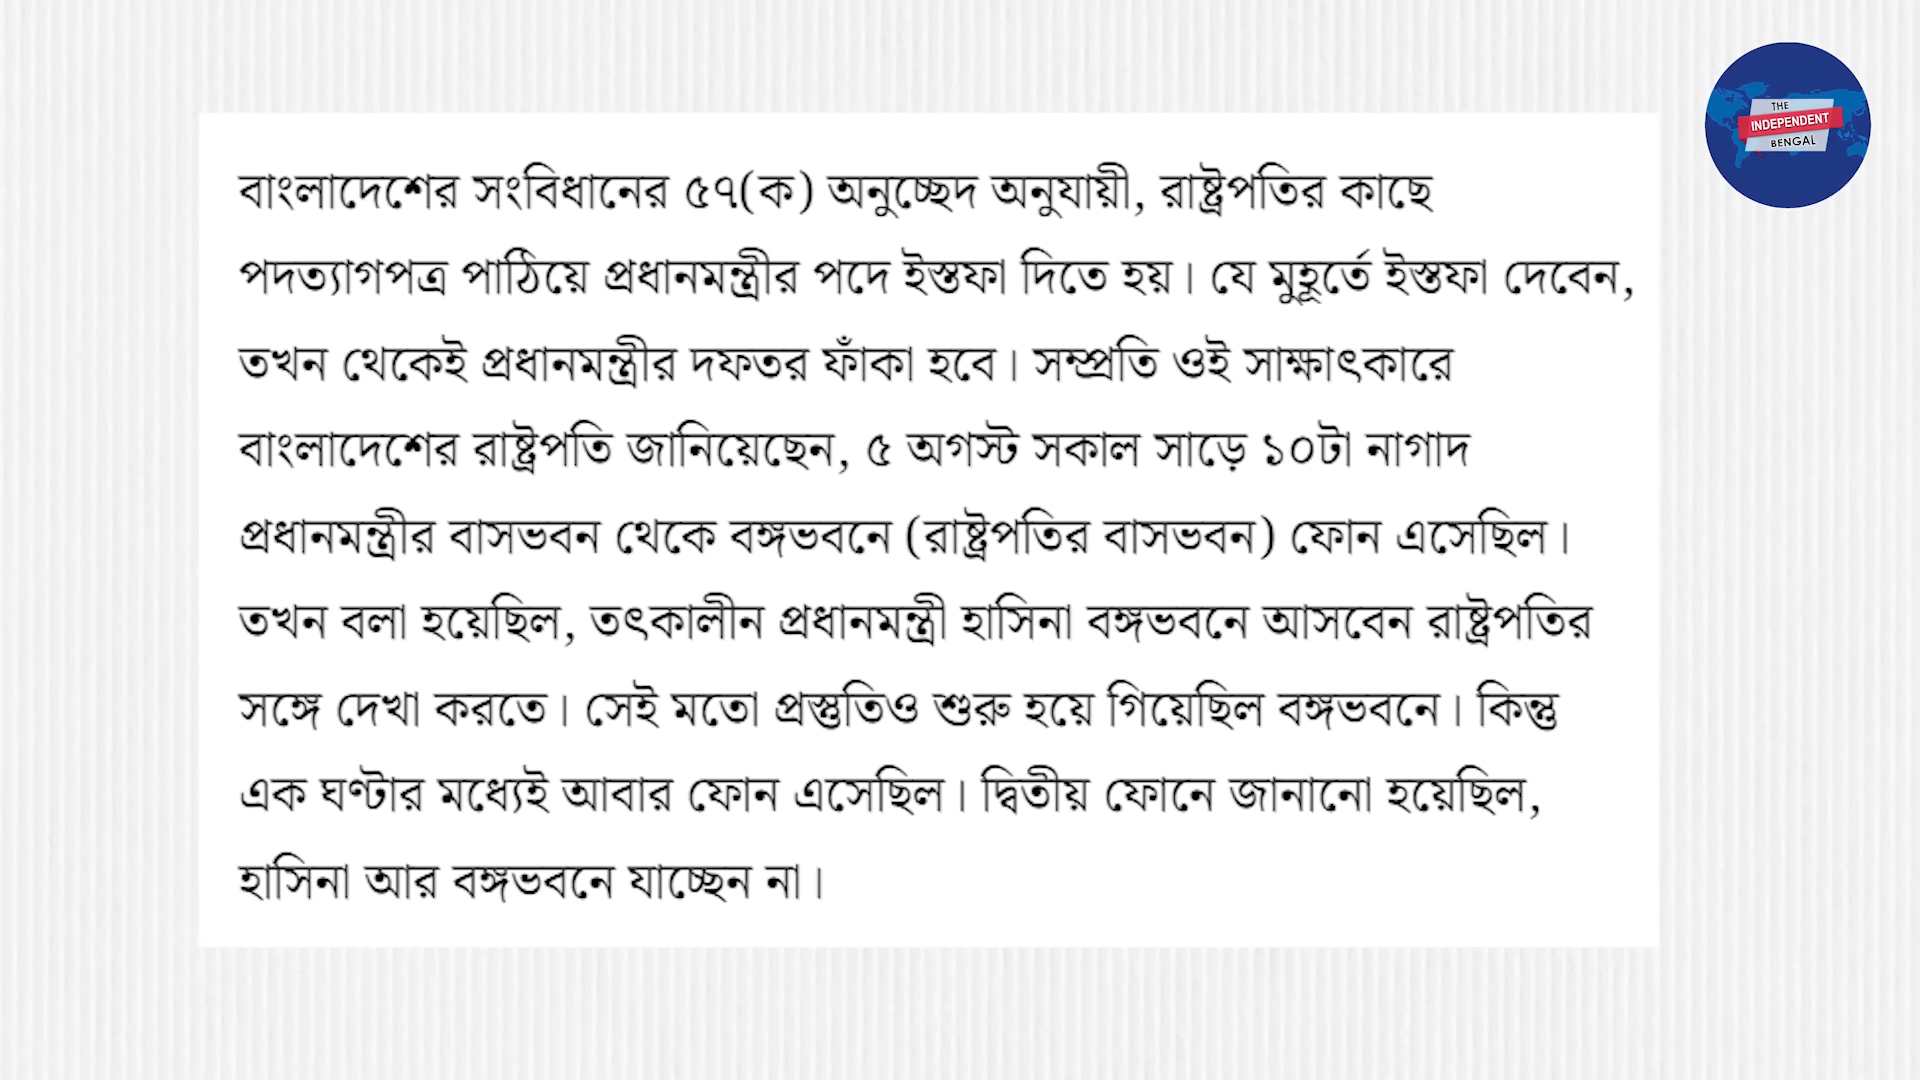 বাংলাদেশের সংবিধানের ৫৭(ক) অনুচ্ছেদ অনুযায়ী, রাষ্ট্রপতির কাছে
পদত্যাগপত্র পাঠিয়ে প্রধানমন্ত্রীর পদে ইস্তফা দিতে হয়। যে মুহূর্তে ইস্তফা দেবেন,
তখন থেকেই প্রধানমন্ত্রীর দফতর ফাঁকা হবে। সম্প্রতি ওই সাক্ষাৎকারে
বাংলাদেশের রাষ্ট্রপতি জানিয়েছেন, ৫ অগস্ট সকাল সাড়ে ১০টা নাগাদ
প্রধানমন্ত্রীর বাসভবন থেকে বঙ্গভবনে (রাষ্ট্রপতির বাসভবন) ফোন এসেছিল।
তখন বলা হয়েছিল, তৎকালীন প্রধানমন্ত্রী হাসিনা বঙ্গভবনে আসবেন রাষ্ট্রপতির
সঙ্গে দেখা করতে। সেই মতো প্রস্তুতিও শুরু হয়ে গিয়েছিল বঙ্গভবনে। কিন্তু
এক ঘণ্টার মধ্যেই আবার ফোন এসেছিল। দ্বিতীয় ফোনে জানানো হয়েছিল,
হাসিনা আর বঙ্গভবনে যাচ্ছেন না।
THE
INDEPENDENT
BENGAL